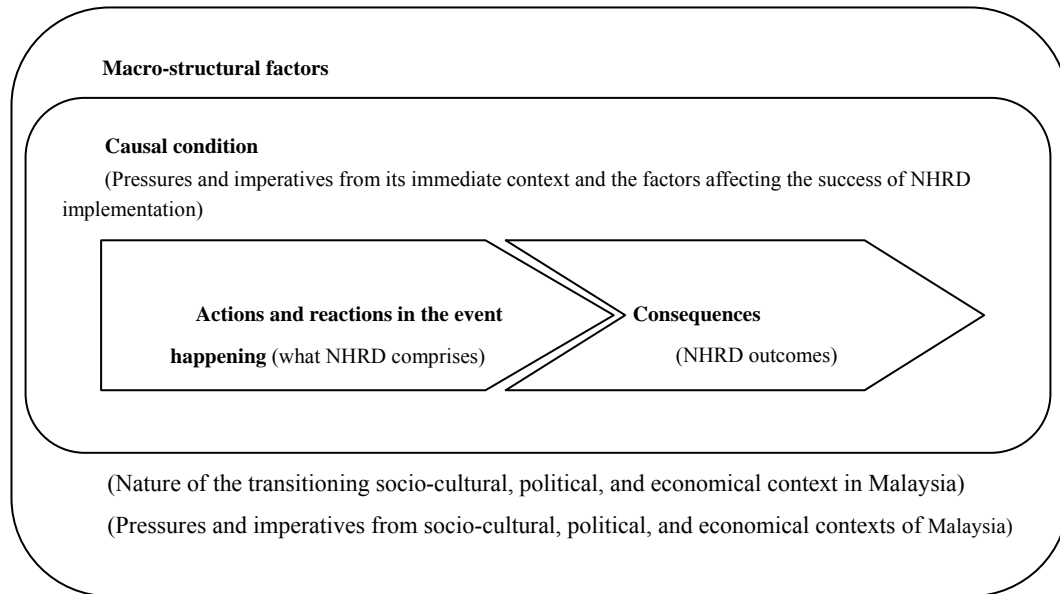 Macro-structural factors
Causal condition
(Pressures and imperatives from its immediate context and the factors affecting the success of NHRD
implementation)
Actions and reactions in the event
happening (what NHRD comprises)
Consequences
(NHRD outcomes)
(Nature of the transitioning socio-cultural, political, and economical context in Malaysia)
(Pressures and imperatives from socio-cultural, political, and economical contexts of Malaysia)